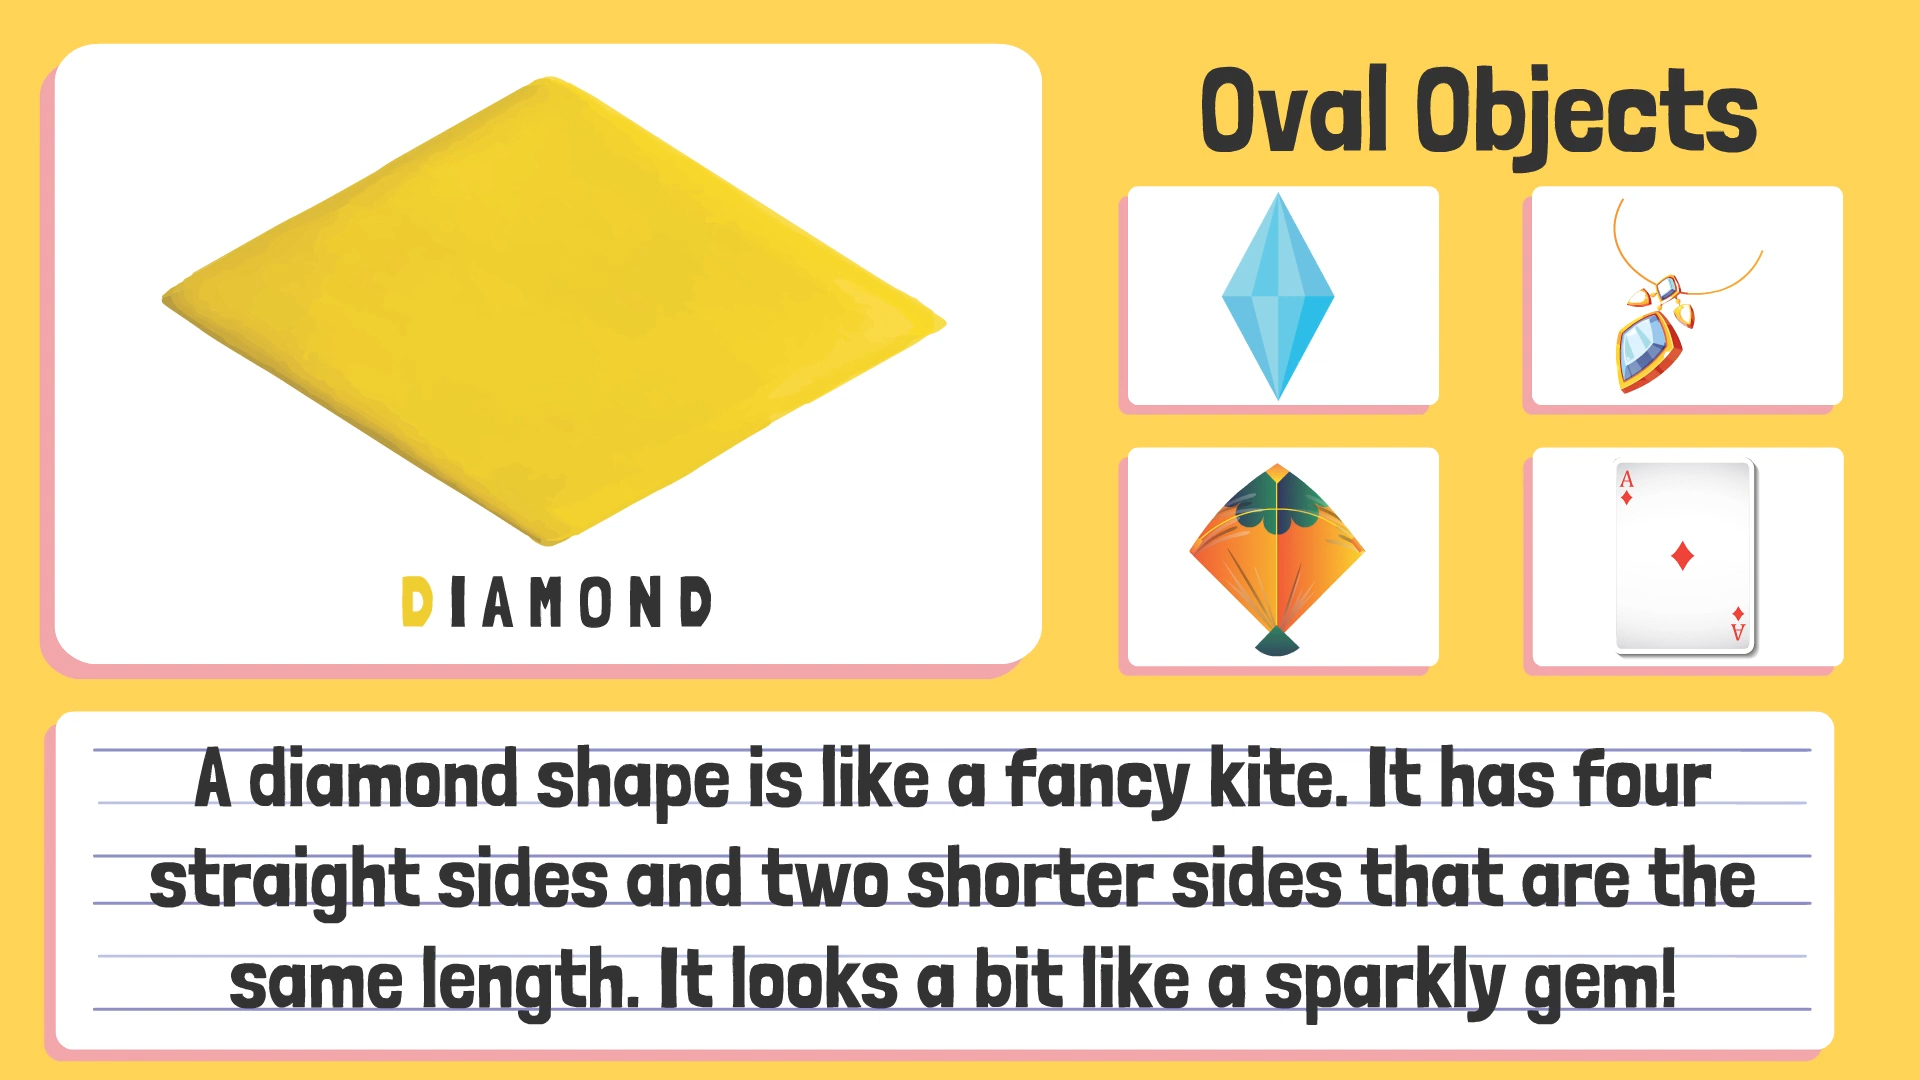 Oval Objects
DIAMOND
A
A
A diamond shape is like a fancy kite. It has four
straight sides and two shorter sides that are the
same length. It looks a bit like a sparkly gem!